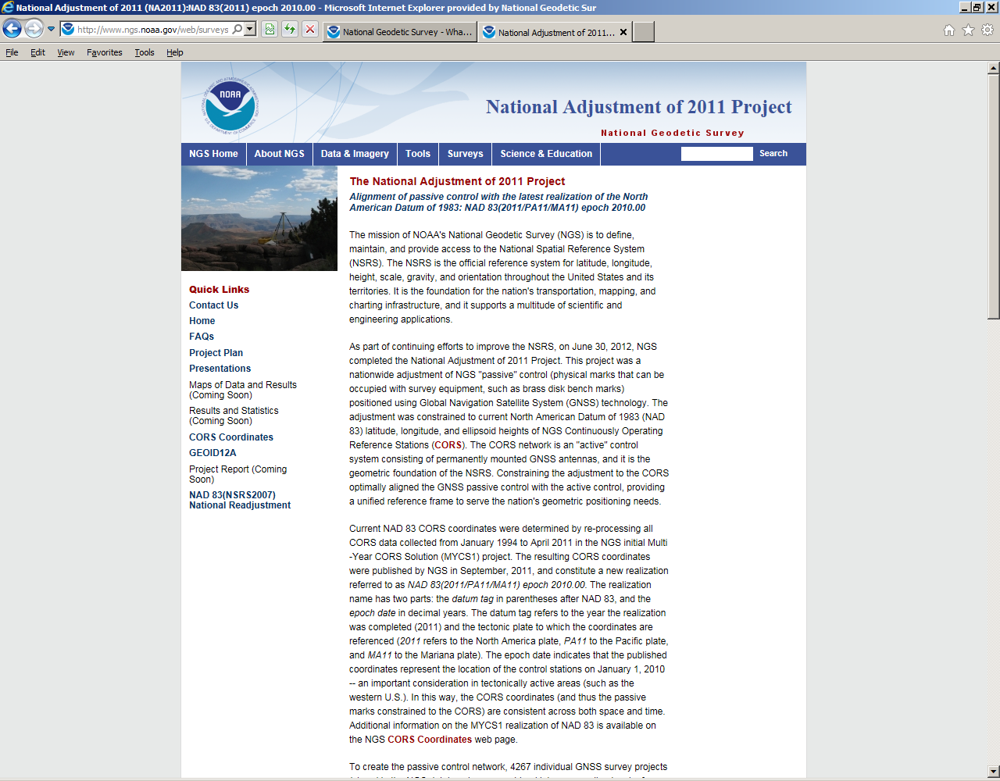 National Adjustment of 2011 (NA2011):NAD 83(2011) epoch 2010.00 - Microsoft Internet Explorer provided by National Geodetic Sur
http://www.ngs.noaa.gov/web/surveys
National Geodetic Survey - Wha...
National Adjustment of 2011...
File Edit View Favorites Tools Help
NOAA
National Adjustment of 2011 Project
National Geodetic Survey
NGS Home About NGS Data & Imagery Tools Surveys Science & Education Search
Quick Links
Contact Us
Home
FAQs
Project Plan
Presentations
Maps of Data and Results
(Coming Soon)
Results and Statistics
(Coming Soon)
CORS Coordinates
GEOID12A
Project Report (Coming
Soon)
NAD 83(NSRS2007)
National Readjustment
The National Adjustment of 2011 Project
Alignment of passive control with the latest realization of the North
American Datum of 1983: NAD 83(2011/PA11/MA11) epoch 2010.00
The mission of NOAA's National Geodetic Survey (NGS) is to define,
maintain, and provide access to the National Spatial Reference System
(NSRS). The NSRS is the official reference system for latitude, longitude,
height, scale, gravity, and orientation throughout the United States and its
territories. It is the foundation for the nation's transportation, mapping, and
charting infrastructure, and it supports a multitude of scientific and
engineering applications.
As part of continuing efforts to improve the NSRS, on June 30, 2012, NGS
completed the National Adjustment of 2011 Project. This project was a
nationwide adjustment of NGS "passive" control (physical marks that can be
occupied with survey equipment, such as brass disk bench marks)
positioned using Global Navigation Satellite System (GNSS) technology. The
adjustment was constrained to current North American Datum of 1983 (NAD
83) latitude, longitude, and ellipsoid heights of NGS Continuously Operating
Reference Stations (CORS). The CORS network is an "active" control
system consisting of permanently mounted GNSS antennas, and it is the
geometric foundation of the NSRS. Constraining the adjustment to the CORS
optimally aligned the GNSS passive control with the active control, providing
a unified reference frame to serve the nation's geometric positioning needs.
Current NAD 83 CORS coordinates were determined by re-processing all
CORS data collected from January 1994 to April 2011 in the NGS initial Multi
-Year CORS Solution (MYCS1) project. The resulting CORS coordinates
were published by NGS in September, 2011, and constitute a new realization
referred to as NAD 83(2011/PA11/MA11) epoch 2010.00. The realization
name has two parts: the datum tag in parentheses after NAD 83, and the
epoch date in decimal years. The datum tag refers to the year the realization
was completed (2011) and the tectonic plate to which the coordinates are
referenced (2011 refers to the North America plate, PA11 to the Pacific plate,
and MA11 to the Mariana plate). The epoch date indicates that the published
coordinates represent the location of the control stations on January 1, 2010
-- an important consideration in tectonically active areas (such as the
western U.S.). In this way, the CORS coordinates (and thus the passive
marks constrained to the CORS) are consistent across both space and time.
Additional information on the MYCS1 realization of NAD 83 is available on
the NGS CORS Coordinates web page.
To create the passive control network, 4267 individual GNSS survey projects